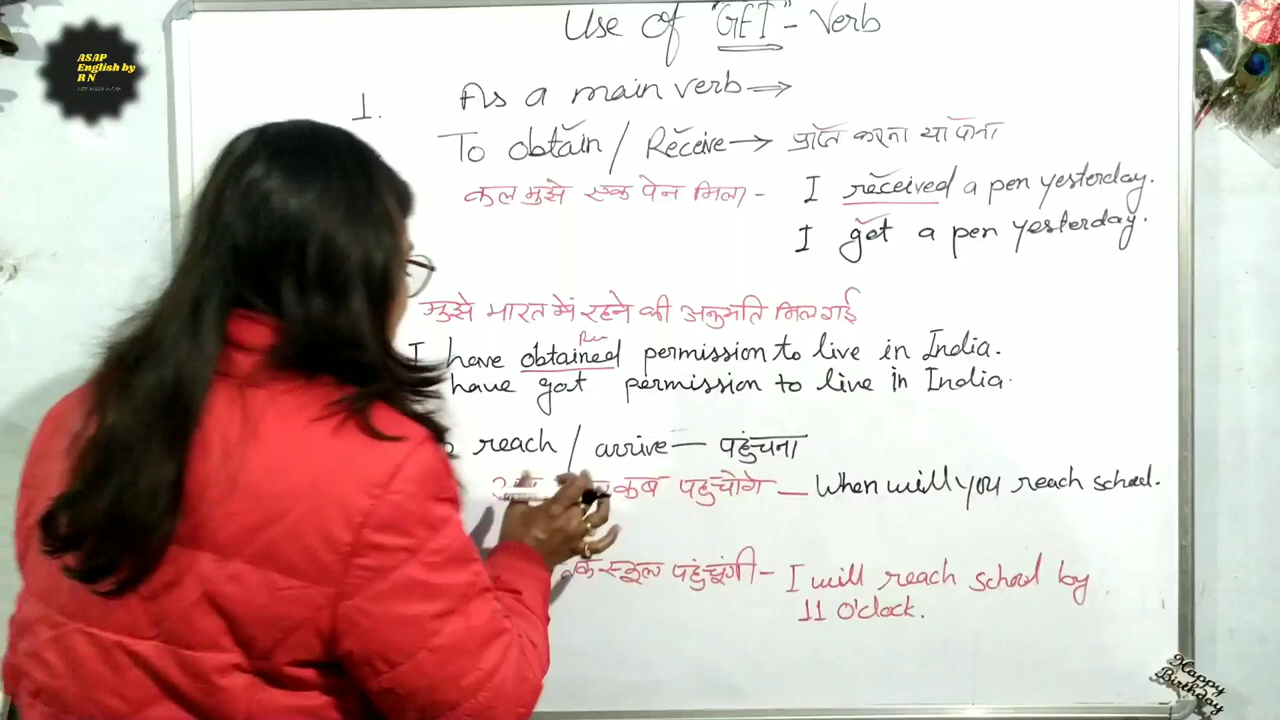 ASAP
English by
R N
Use of "GET" - Verb
1. As a main verb →
To obtain / Receive → प्राप्त करना या पाना
कल मुझे एक पेन मिला - I received a pen yesterday.
I got a pen yesterday.
मुझे भारत में रहने की अनुमति मिल गई
I have obtained permission to live in India.
have got permission to live in India.
reach / arrive — पहुंचना
कब पहुंचोगे — When will you reach school.
स्कूल पहुंचूंगी - I will reach school by
11 O'clock.
Happy
Birthday